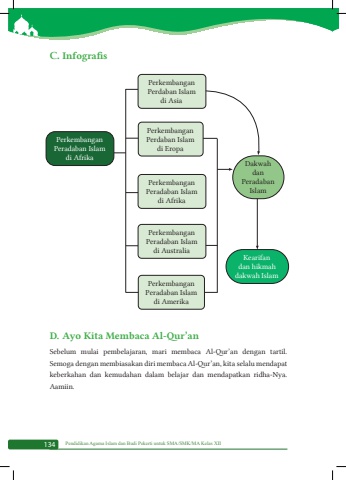 C. Infografis
Perkembangan
Perdaban Islam
di Asia
Perkembangan
Perdaban Islam
di Eropa
Perkembangan
Peradaban Islam
di Afrika
Dakwah
dan
Peradaban
Islam
Perkembangan
Peradaban Islam
di Afrika
Perkembangan
Peradaban Islam
di Australia
Kearifan
dan hikmah
dakwah Islam
Perkembangan
Peradaban Islam
di Amerika
D. Ayo Kita Membaca Al-Qur'an
Sebelum mulai pembelajaran, mari membaca Al-Qur'an dengan tartil.
Semoga dengan membiasakan diri membaca Al-Qur'an, kita selalu mendapat
keberkahan dan kemudahan dalam belajar dan mendapatkan ridha-Nya.
Aamiin.
134 Pendidikan Agama Islam dan Budi Pekerti untuk SMA/SMK/MA Kelas XII